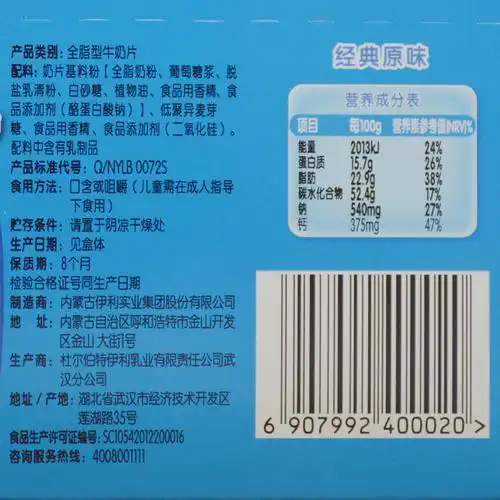 产品类别：全脂型牛奶片
配料：奶片基料粉【全脂奶粉、葡萄糖浆、脱
盐乳清粉、白砂糖、植物油、食品用香精、食
品添加剂（酪蛋白酸钠）】、低聚异麦芽
糖、食品用香精、食品添加剂（二氧化硅）。
配料中含有乳制品
产品标准代号：Q/NYLB 0072S
食用方法：口含或咀嚼（儿童需在成人指导
下食用）
贮存条件：请置于阴凉干燥处
生产日期：见盒体
保质期：8个月
检验合格证号同生产日期
制造商：内蒙古伊利实业集团股份有限公司
地 址：内蒙古自治区呼和浩特市金山开发
区金山 大街1号
生产商：杜尔伯特伊利乳业有限责任公司武
汉分公司
地址/产地：湖北省武汉市经济技术开发区
莲湖路35号
食品生产许可证编号：SC10542012200016
咨询服务热线：4008001111
经典原味
营养成分表
项目 每100g 营养素参考值(NRV)%
能量 2013kJ 24%
蛋白质 15.7g 26%
脂肪 22.9g 38%
碳水化合物 52.4g 17%
钠 540mg 27%
钙 375mg 47%
6 907992 400020 >